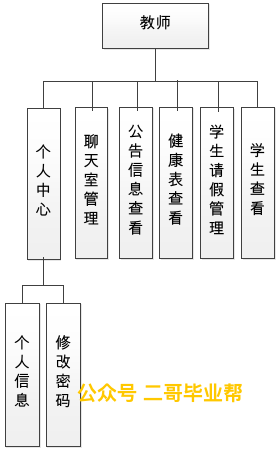 教师
个人中心
聊天室管理
公告信息查看
健康表查看
学生请假管理
学生查看
个人信息
修改密码
公众号 二哥毕业帮